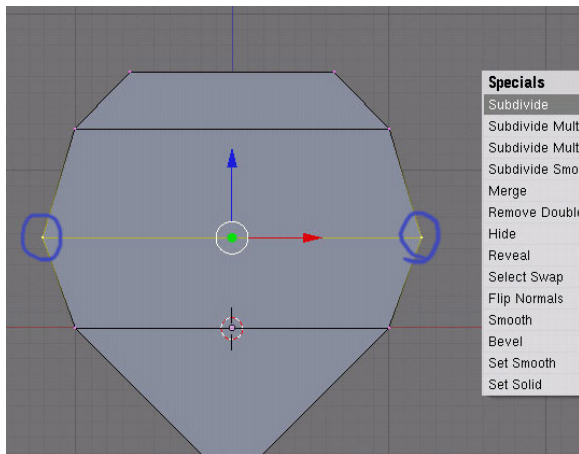 Specials
Subdivide
Subdivide Mult
Subdivide Mult
Subdivide Smo
Merge
Remove Double
Hide
Reveal
Select Swap
Flip Normals
Smooth
Bevel
Set Smooth
Set Solid